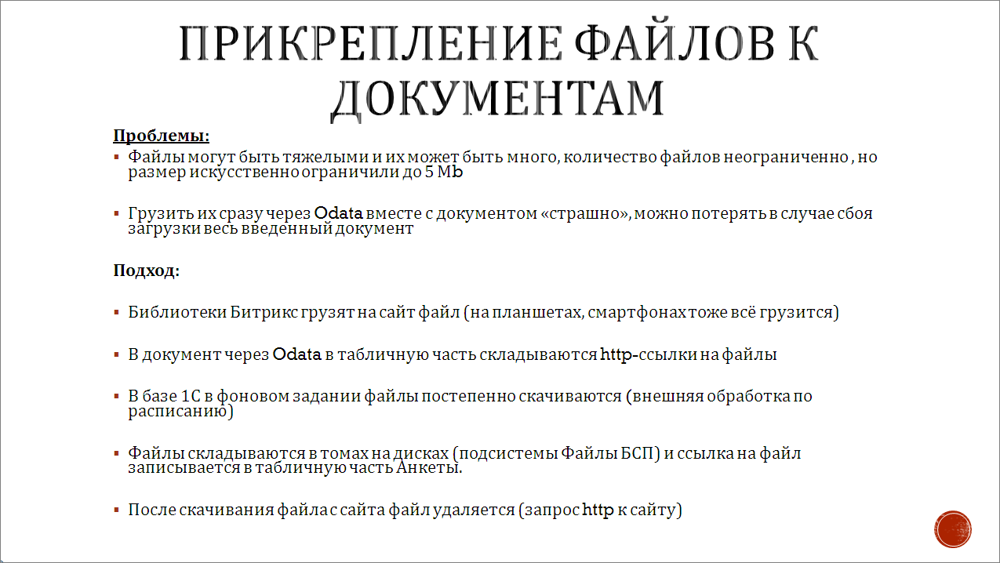 ПРИКРЕПЛЕНИЕ ФАЙЛОВ К
ДОКУМЕНТАМ
Проблемы:
▪ Файлы могут быть тяжелыми и их может быть много, количество файлов неограниченно , но
размер искусственно ограничили до 5 Mb
▪ Грузить их сразу через Odata вместе с документом «страшно», можно потерять в случае сбоя
загрузки весь введенный документ
Подход:
▪ Библиотеки Битрикс грузят на сайт файл (на планшетах, смартфонах тоже всё грузится)
▪ В документ через Odata в табличную часть складываются http-ссылки на файлы
▪ В базе 1С в фоновом задании файлы постепенно скачиваются (внешняя обработка по
расписанию)
▪ Файлы складываются в томах на дисках (подсистемы Файлы БСП) и ссылка на файл
записывается в табличную часть Анкеты.
▪ После скачивания файла с сайта файл удаляется (запрос http к сайту)